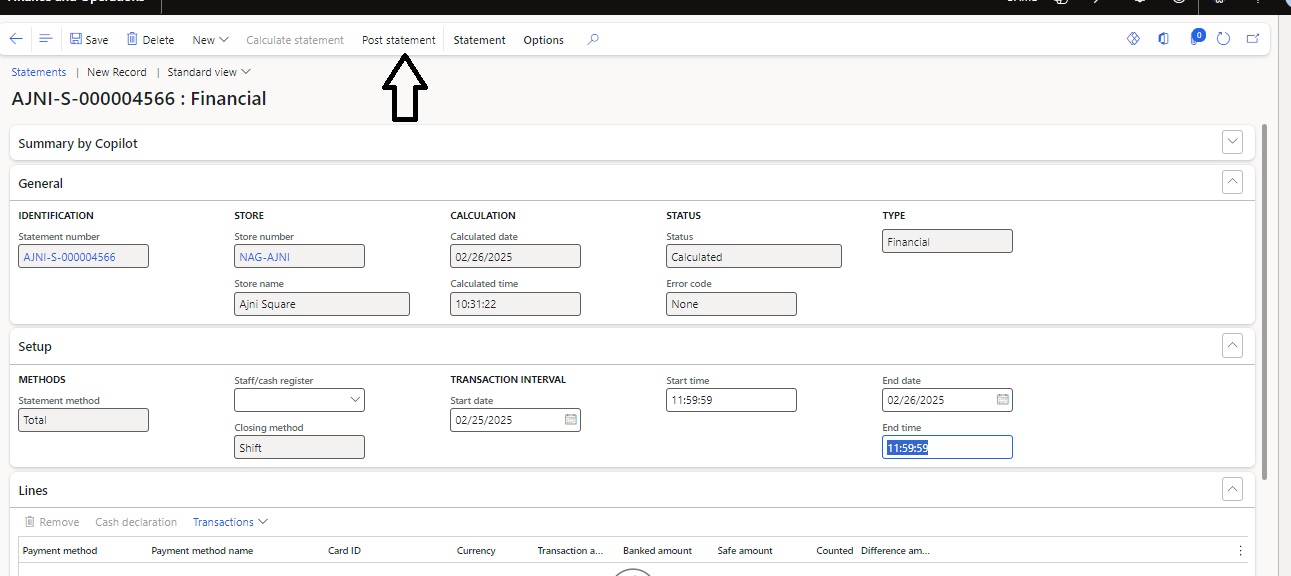 Finance and Operations
Save Delete New Calculate statement Post statement Statement Options 0
Statements | New Record | Standard view
AJNI-S-000004566 : Financial
Summary by Copilot
General
IDENTIFICATION STORE CALCULATION STATUS TYPE
Statement number Store number Calculated date Status
AJNI-S-000004566 NAG-AJNI 02/26/2025 Calculated Financial
Store name Calculated time Error code
Ajni Square 10:31:22 None
Setup
METHODS Staff/cash register TRANSACTION INTERVAL Start time End date
Statement method Start date 11:59:59 02/26/2025
Total Closing method 02/25/2025 End time
Shift 11:59:59
Lines
Remove Cash declaration Transactions
Payment method Payment method name Card ID Currency Transaction a... Banked amount Safe amount Counted Difference am...